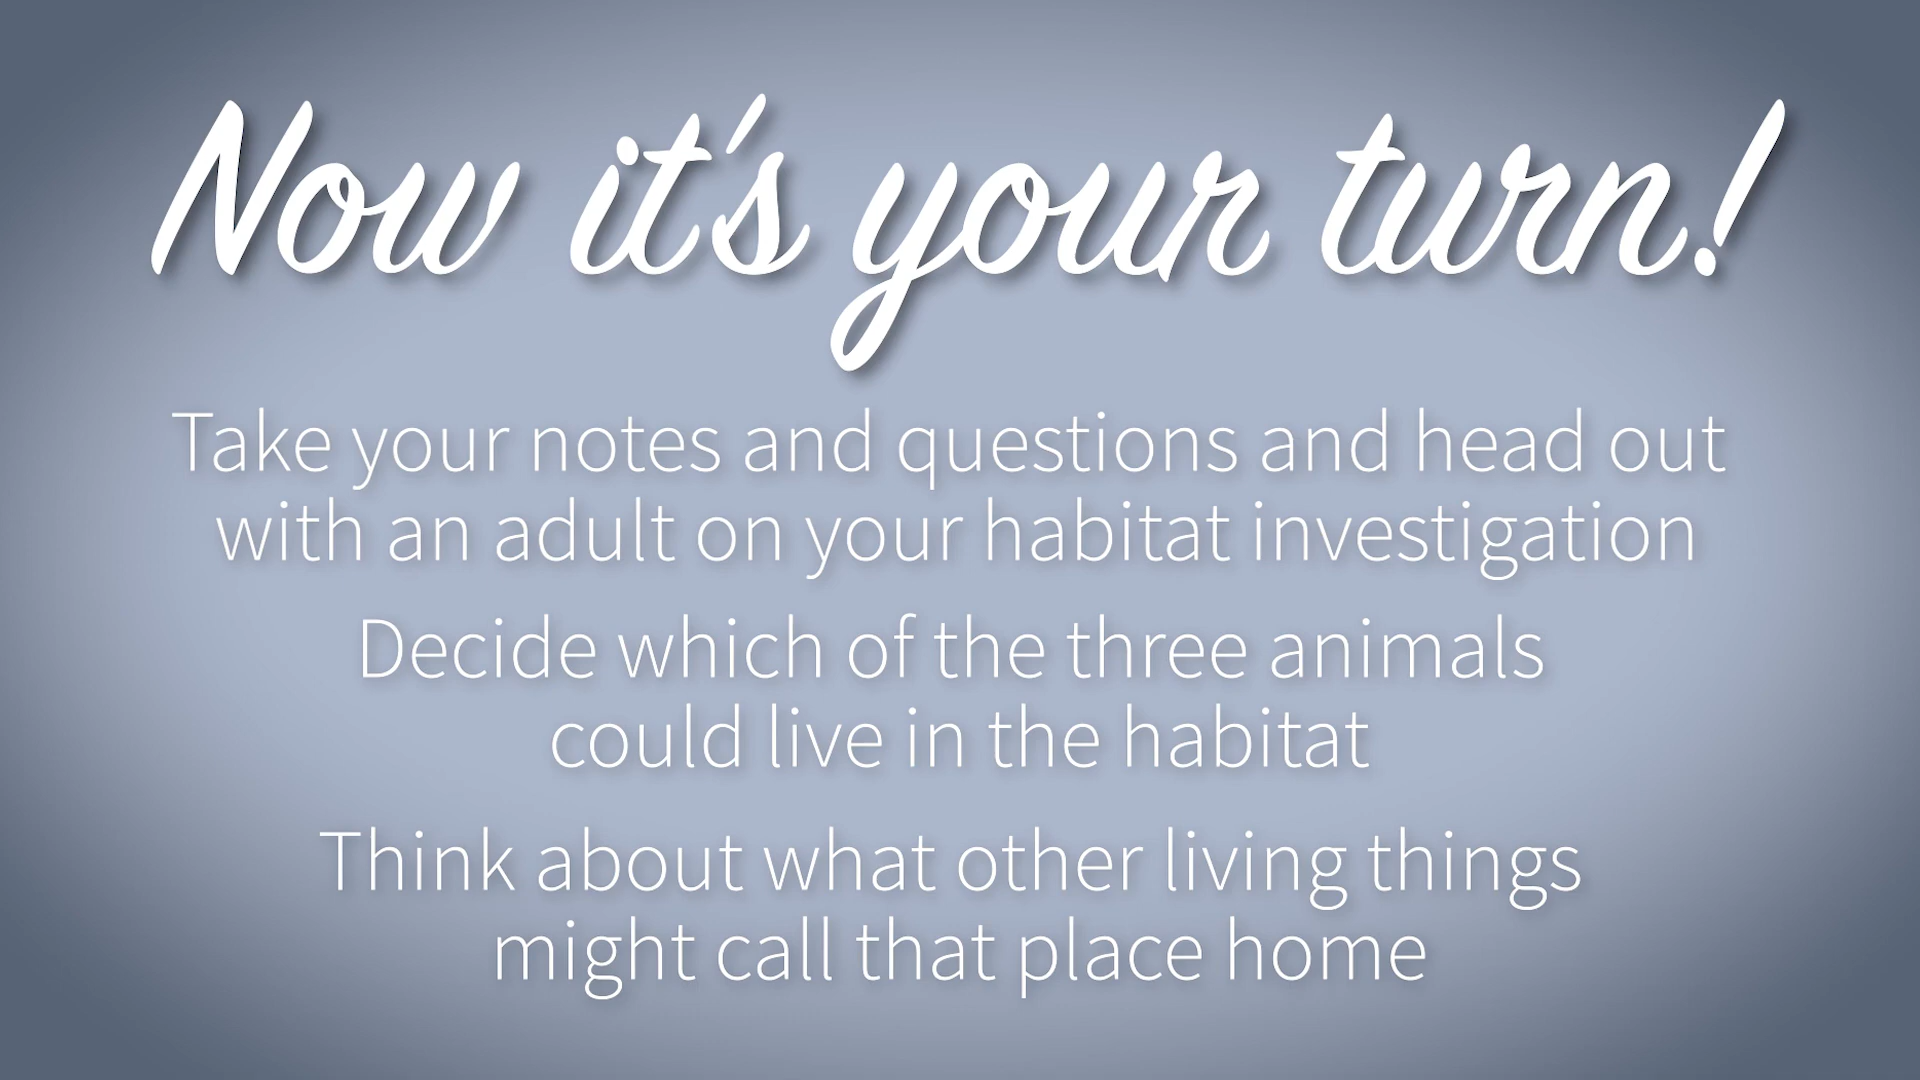 Now it's your turn!
Take your notes and questions and head out
with an adult on your habitat investigation
Decide which of the three animals
could live in the habitat
Think about what other living things
might call that place home